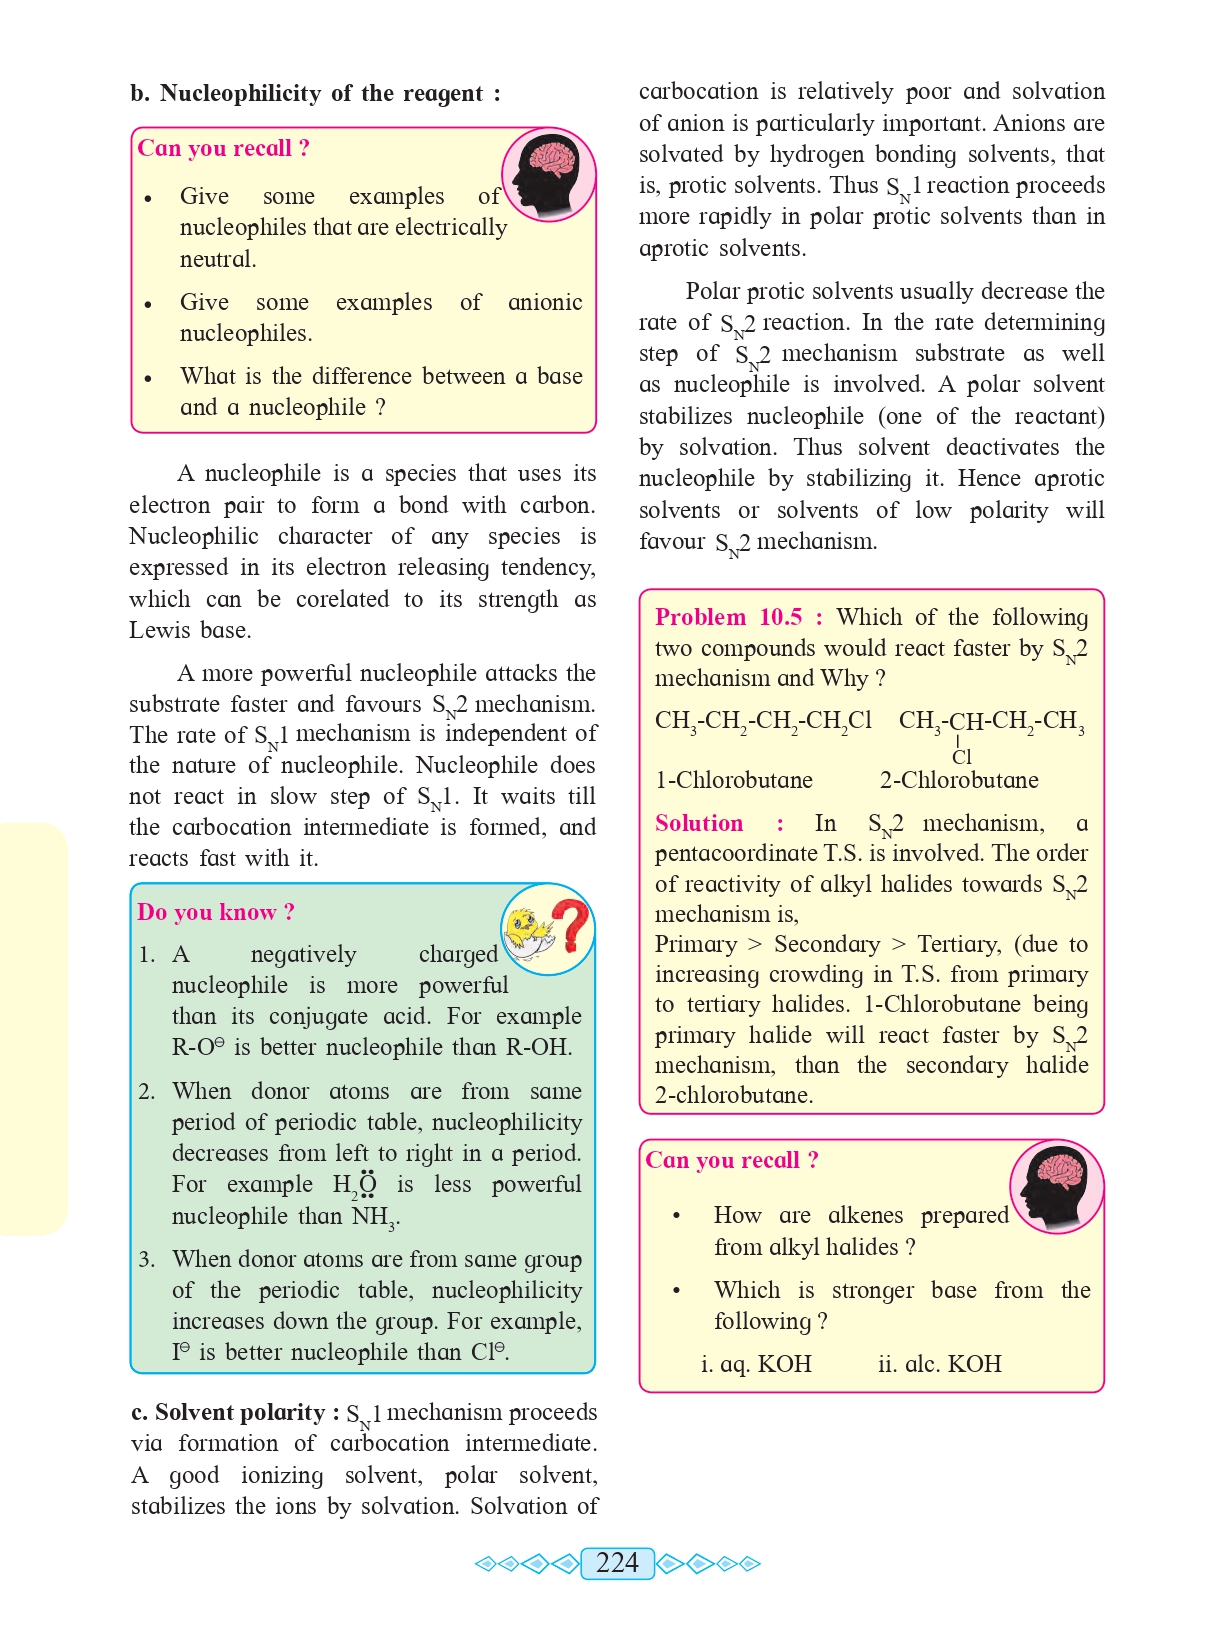 b. Nucleophilicity of the reagent :
Can you recall ?
• Give some examples of
nucleophiles that are electrically
neutral.
• Give some examples of anionic
nucleophiles.
• What is the difference between a base
and a nucleophile ?
A nucleophile is a species that uses its
electron pair to form a bond with carbon.
Nucleophilic character of any species is
expressed in its electron releasing tendency,
which can be corelated to its strength as
Lewis base.
A more powerful nucleophile attacks the
substrate faster and favours S_N2 mechanism.
The rate of S_N1 mechanism is independent of
the nature of nucleophile. Nucleophile does
not react in slow step of S_N1. It waits till
the carbocation intermediate is formed, and
reacts fast with it.
Do you know ?
1. A negatively charged
nucleophile is more powerful
than its conjugate acid. For example
R-O⊖ is better nucleophile than R-OH.
2. When donor atoms are from same
period of periodic table, nucleophilicity
decreases from left to right in a period.
For example H₂Ö is less powerful
nucleophile than NH₃.
3. When donor atoms are from same group
of the periodic table, nucleophilicity
increases down the group. For example,
I⊖ is better nucleophile than Cl⊖.
c. Solvent polarity : S_N1 mechanism proceeds
via formation of carbocation intermediate.
A good ionizing solvent, polar solvent,
stabilizes the ions by solvation. Solvation of
carbocation is relatively poor and solvation
of anion is particularly important. Anions are
solvated by hydrogen bonding solvents, that
is, protic solvents. Thus S_N1 reaction proceeds
more rapidly in polar protic solvents than in
aprotic solvents.
Polar protic solvents usually decrease the
rate of S_N2 reaction. In the rate determining
step of S_N2 mechanism substrate as well
as nucleophile is involved. A polar solvent
stabilizes nucleophile (one of the reactant)
by solvation. Thus solvent deactivates the
nucleophile by stabilizing it. Hence aprotic
solvents or solvents of low polarity will
favour S_N2 mechanism.
Problem 10.5 : Which of the following
two compounds would react faster by S_N2
mechanism and Why ?
CH₃-CH₂-CH₂-CH₂Cl CH₃-CH-CH₂-CH₃
Cl
1-Chlorobutane 2-Chlorobutane
Solution : In S_N2 mechanism, a
pentacoordinate T.S. is involved. The order
of reactivity of alkyl halides towards S_N2
mechanism is,
Primary > Secondary > Tertiary, (due to
increasing crowding in T.S. from primary
to tertiary halides. 1-Chlorobutane being
primary halide will react faster by S_N2
mechanism, than the secondary halide
2-chlorobutane.
Can you recall ?
• How are alkenes prepared
from alkyl halides ?
• Which is stronger base from the
following ?
i. aq. KOH ii. alc. KOH
224